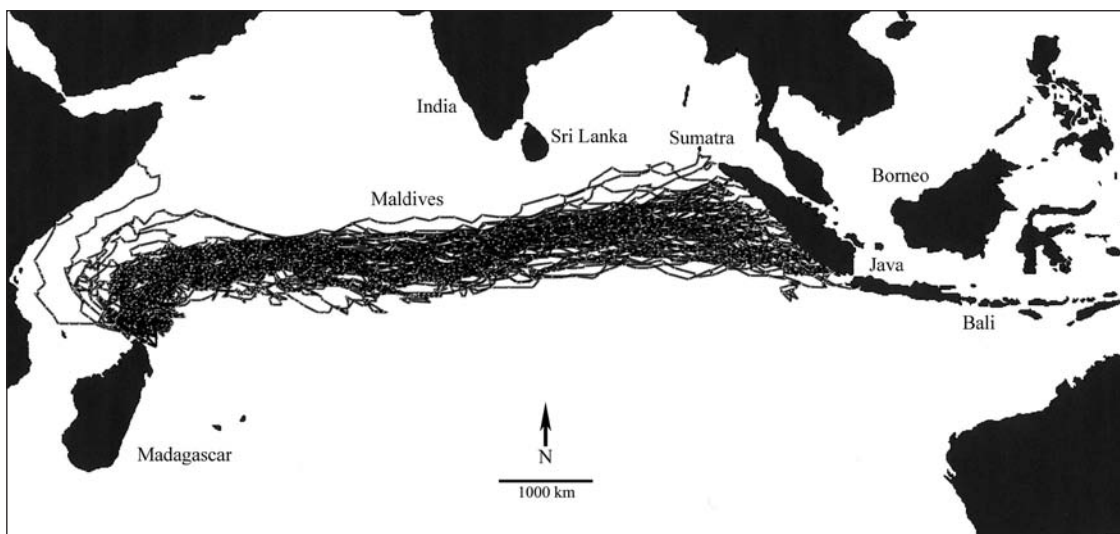 India
Sri Lanka
Sumatra
Borneo
Maldives
Java
Bali
Madagascar
N
1000 km